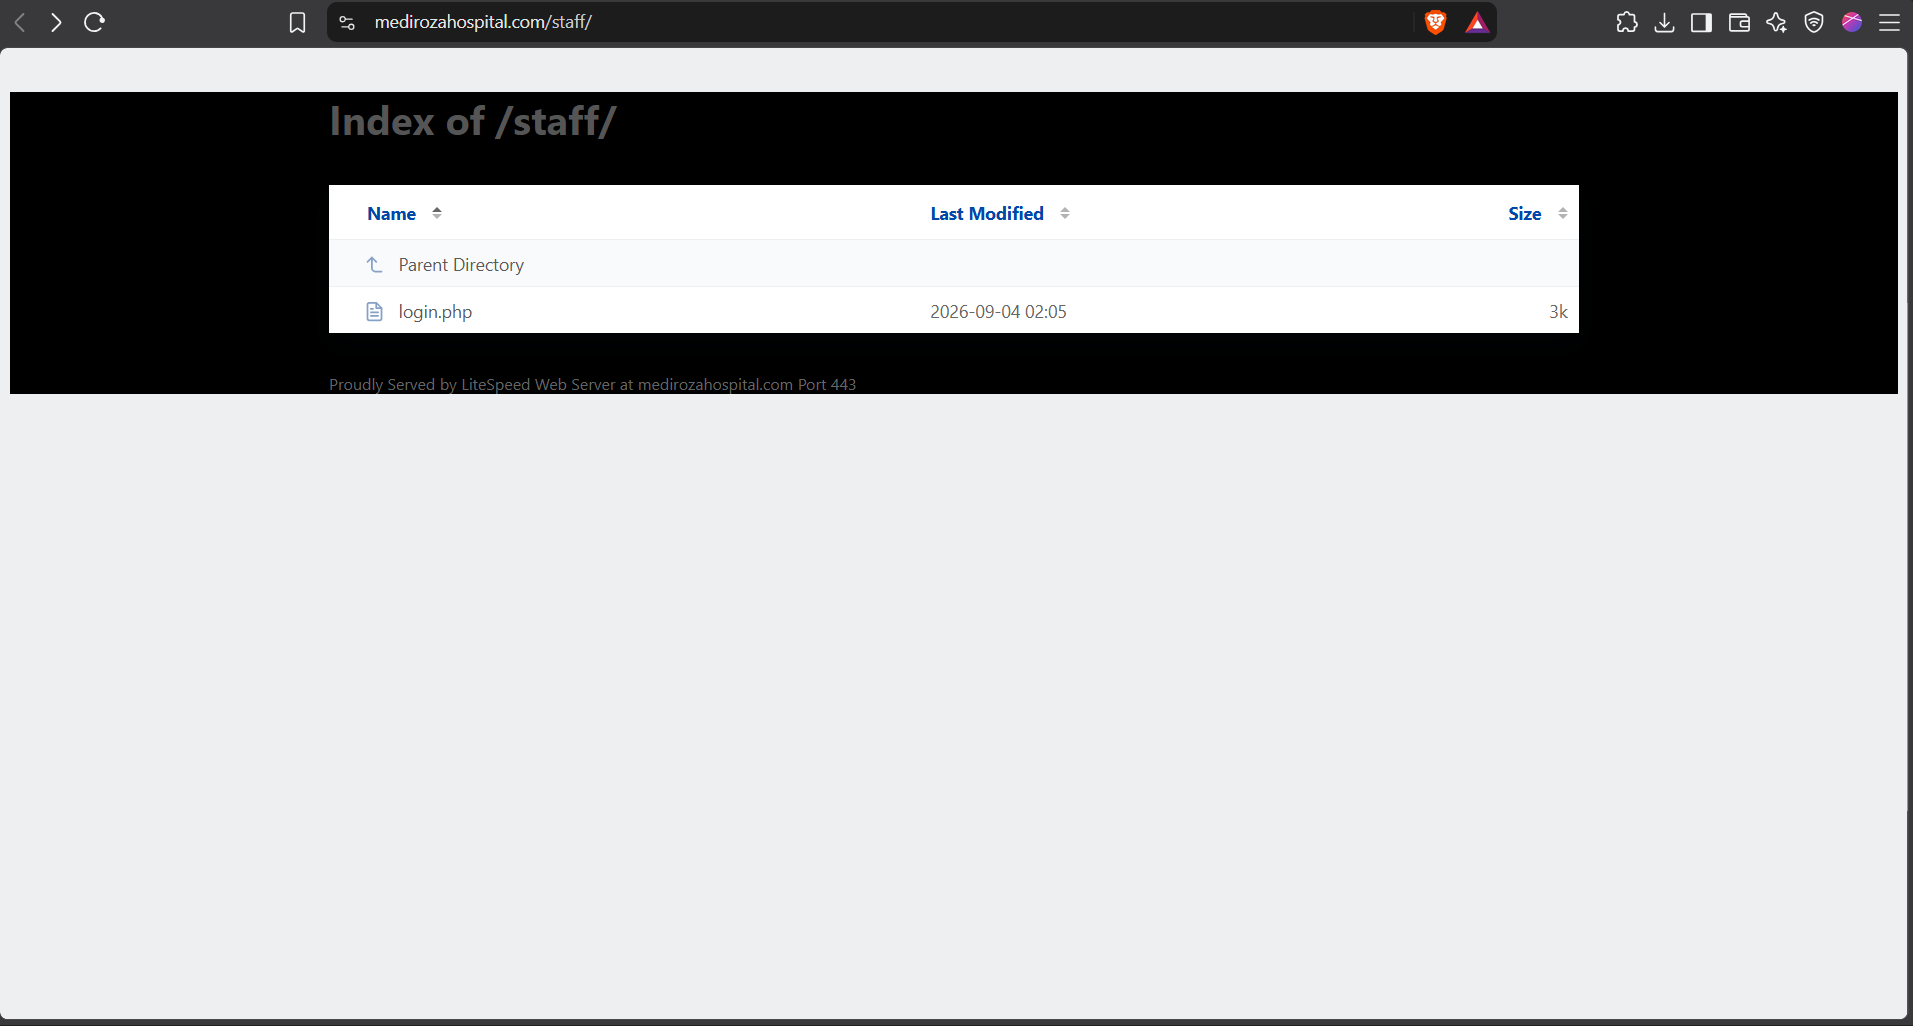 medirozahospital.com/staff/
Index of /staff/
Name Last Modified Size
Parent Directory
login.php 2026-09-04 02:05 3k
Proudly Served by LiteSpeed Web Server at medirozahospital.com Port 443